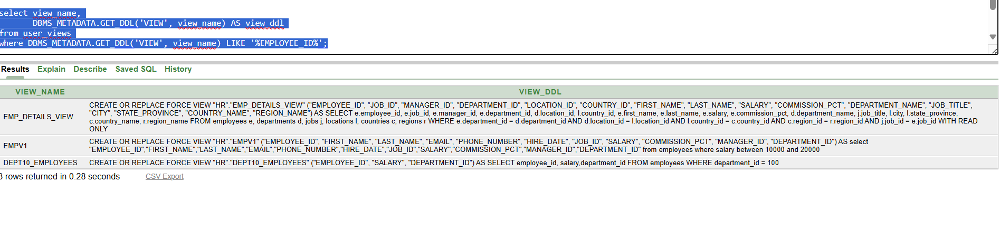 select view_name,
DBMS_METADATA.GET_DDL('VIEW', view_name) AS view_ddl
from user_views
where DBMS_METADATA.GET_DDL('VIEW', view_name) LIKE '%EMPLOYEE_ID%';
Results Explain Describe Saved SQL History
VIEW_NAME VIEW_DDL
EMP_DETAILS_VIEW
CREATE OR REPLACE FORCE VIEW "HR"."EMP_DETAILS_VIEW" ("EMPLOYEE_ID", "JOB_ID", "MANAGER_ID", "DEPARTMENT_ID", "LOCATION_ID", "COUNTRY_ID", "FIRST_NAME", "LAST_NAME", "SALARY", "COMMISSION_PCT", "DEPARTMENT_NAME", "JOB_TITLE",
"CITY", "STATE_PROVINCE", "COUNTRY_NAME", "REGION_NAME") AS SELECT e.employee_id, e.job_id, e.manager_id, e.department_id, d.location_id, l.country_id, e.first_name, e.last_name, e.salary, e.commission_pct, d.department_name, j.job_title, l.city, l.state_province,
c.country_name, r.region_name FROM employees e, departments d, jobs j, locations l, countries c, regions r WHERE e.department_id = d.department_id AND d.location_id = l.location_id AND l.country_id = c.country_id AND c.region_id = r.region_id AND j.job_id = e.job_id WITH READ
ONLY
EMPV1
CREATE OR REPLACE FORCE VIEW "HR"."EMPV1" ("EMPLOYEE_ID", "FIRST_NAME", "LAST_NAME", "EMAIL", "PHONE_NUMBER", "HIRE_DATE", "JOB_ID", "SALARY", "COMMISSION_PCT", "MANAGER_ID", "DEPARTMENT_ID") AS select
"EMPLOYEE_ID","FIRST_NAME","LAST_NAME","EMAIL","PHONE_NUMBER","HIRE_DATE","JOB_ID","SALARY","COMMISSION_PCT","MANAGER_ID","DEPARTMENT_ID" from employees where salary between 10000 and 20000
DEPT10_EMPLOYEES CREATE OR REPLACE FORCE VIEW "HR"."DEPT10_EMPLOYEES" ("EMPLOYEE_ID", "SALARY", "DEPARTMENT_ID") AS SELECT employee_id, salary,department_id FROM employees WHERE department_id = 100
3 rows returned in 0.28 seconds CSV Export